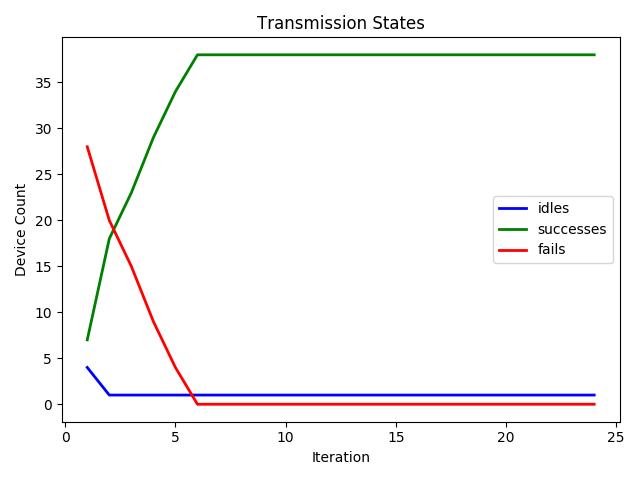 Transmission States
Device Count
35
30
25
20
15
10
5
0
idles
successes
fails
0 5 10 15 20 25
Iteration